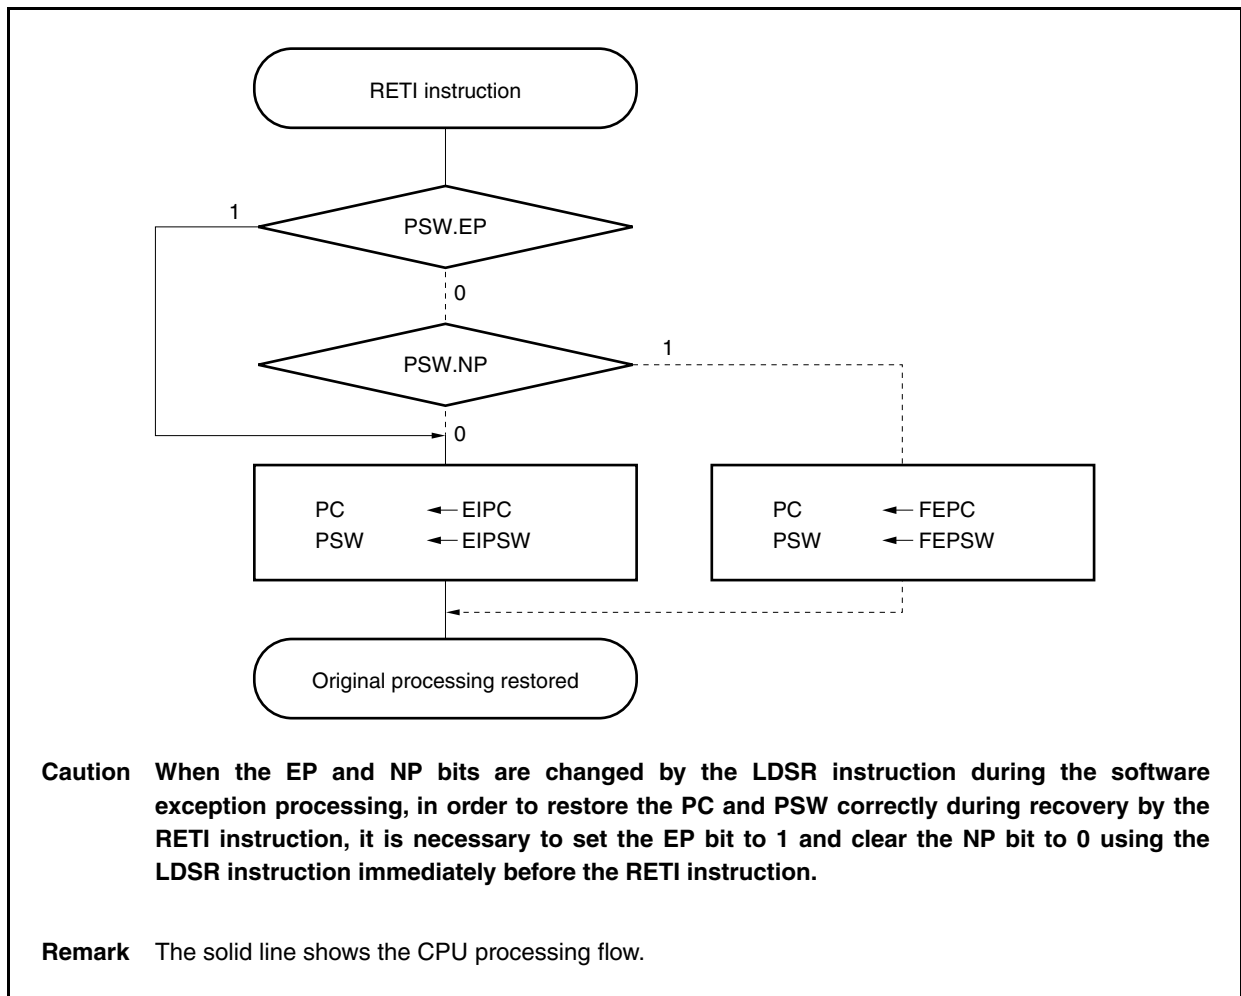 RETI instruction
1
PSW.EP
0
PSW.NP
1
0
PC ← EIPC
PSW ← EIPSW
PC ← FEPC
PSW ← FEPSW
Original processing restored
Caution When the EP and NP bits are changed by the LDSR instruction during the software
exception processing, in order to restore the PC and PSW correctly during recovery by the
RETI instruction, it is necessary to set the EP bit to 1 and clear the NP bit to 0 using the
LDSR instruction immediately before the RETI instruction.
Remark The solid line shows the CPU processing flow.